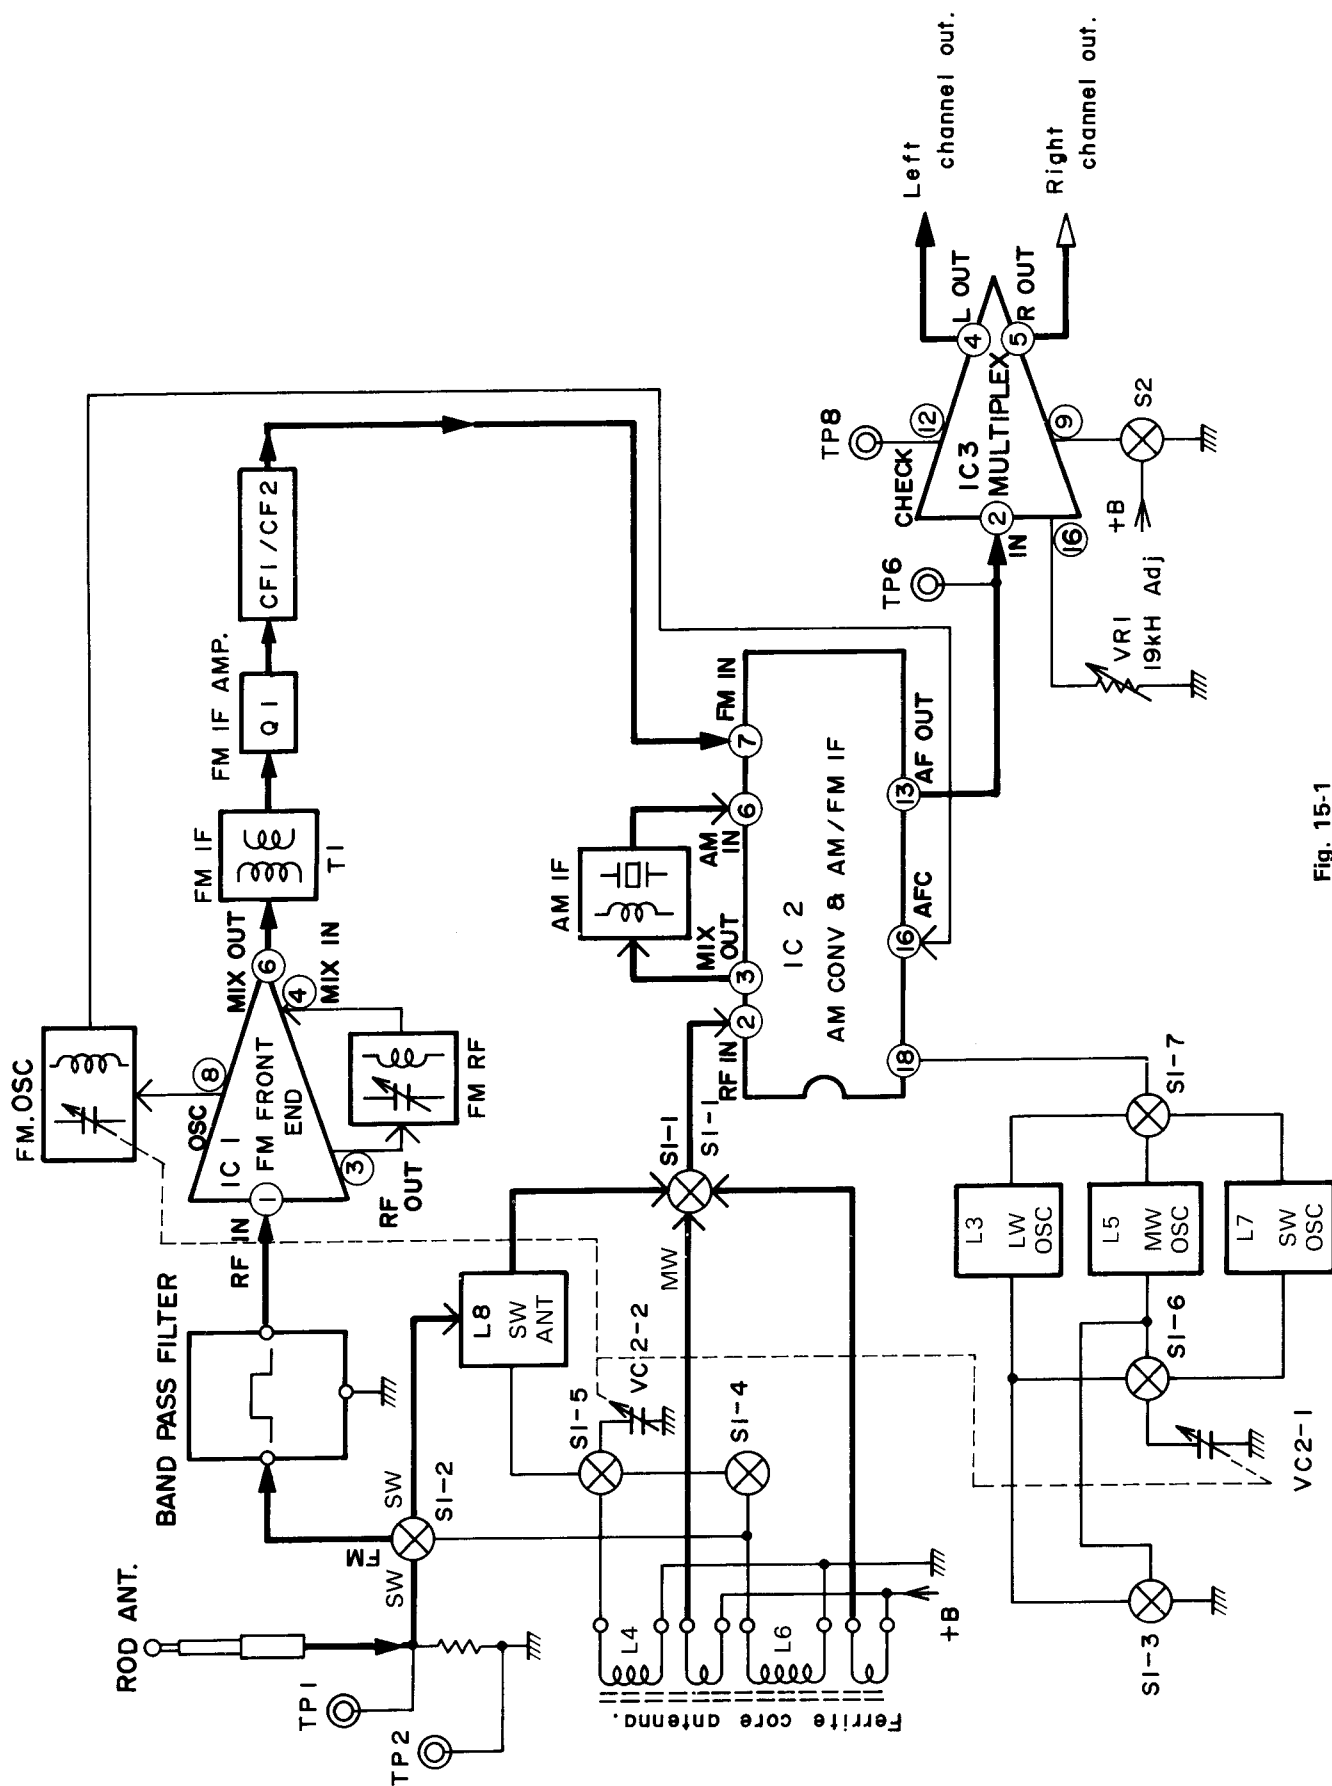 ROD ANT.
TP1
TP2
SW
FM
SW
S1-2
BAND PASS FILTER
RF IN
1
IC 1
FM FRONT
END
OSC
8
3
RF
OUT
4
MIX IN
6
MIX OUT
FM.OSC
FM RF
FM IF
T1
FM IF AMP.
Q1
CF1/CF2
L8
SW
ANT
S1-5
VC2-2
S1-4
MW
S1-1
S1-1
AM IF
RF IN
2
3
MIX
OUT
6
AM
IN
7
FM IN
IC 2
AM CONV & AM/FM IF
18
16
AFC
13
AF OUT
Ferrite core antenna.
L4
L6
+B
S1-3
VC2-1
S1-6
S1-7
L3
LW
OSC
L5
MW
OSC
L7
SW
OSC
TP6
TP8
CHECK
12
IN
2
IC3
MULTIPLEX
4
L OUT
5
R OUT
9
16
S2
+B
VR1
19kH Adj
Left
channel out.
Right
channel out.
Fig. 15-1